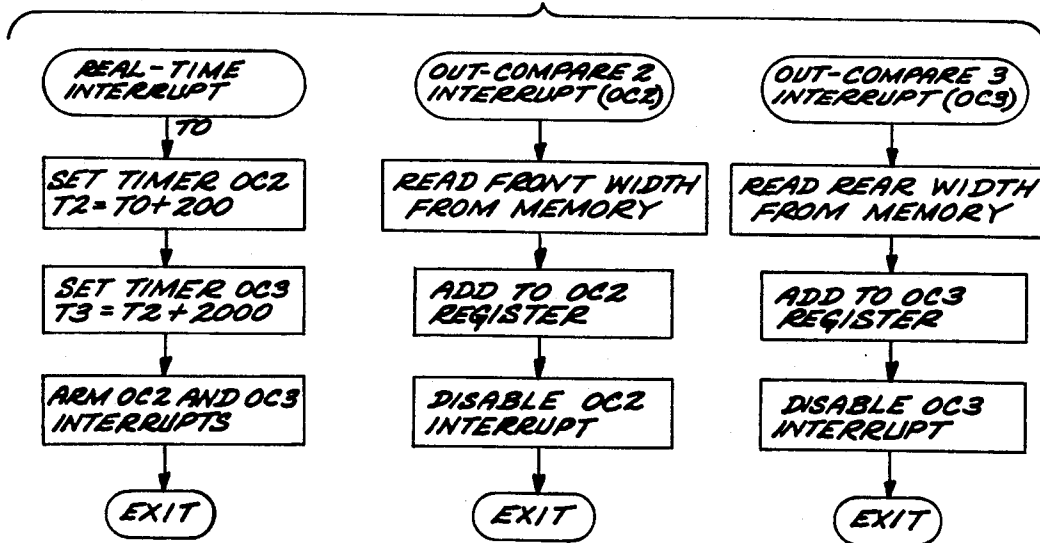 REAL-TIME
INTERRUPT
TO
SET TIMER OC2
T2 = TO + 200
SET TIMER OC3
T3 = T2 + 2000
ARM OC2 AND OC3
INTERRUPTS
EXIT
OUT-COMPARE 2
INTERRUPT (OC2)
READ FRONT WIDTH
FROM MEMORY
ADD TO OC2
REGISTER
DISABLE OC2
INTERRUPT
EXIT
OUT-COMPARE 3
INTERRUPT (OC3)
READ REAR WIDTH
FROM MEMORY
ADD TO OC3
REGISTER
DISABLE OC3
INTERRUPT
EXIT